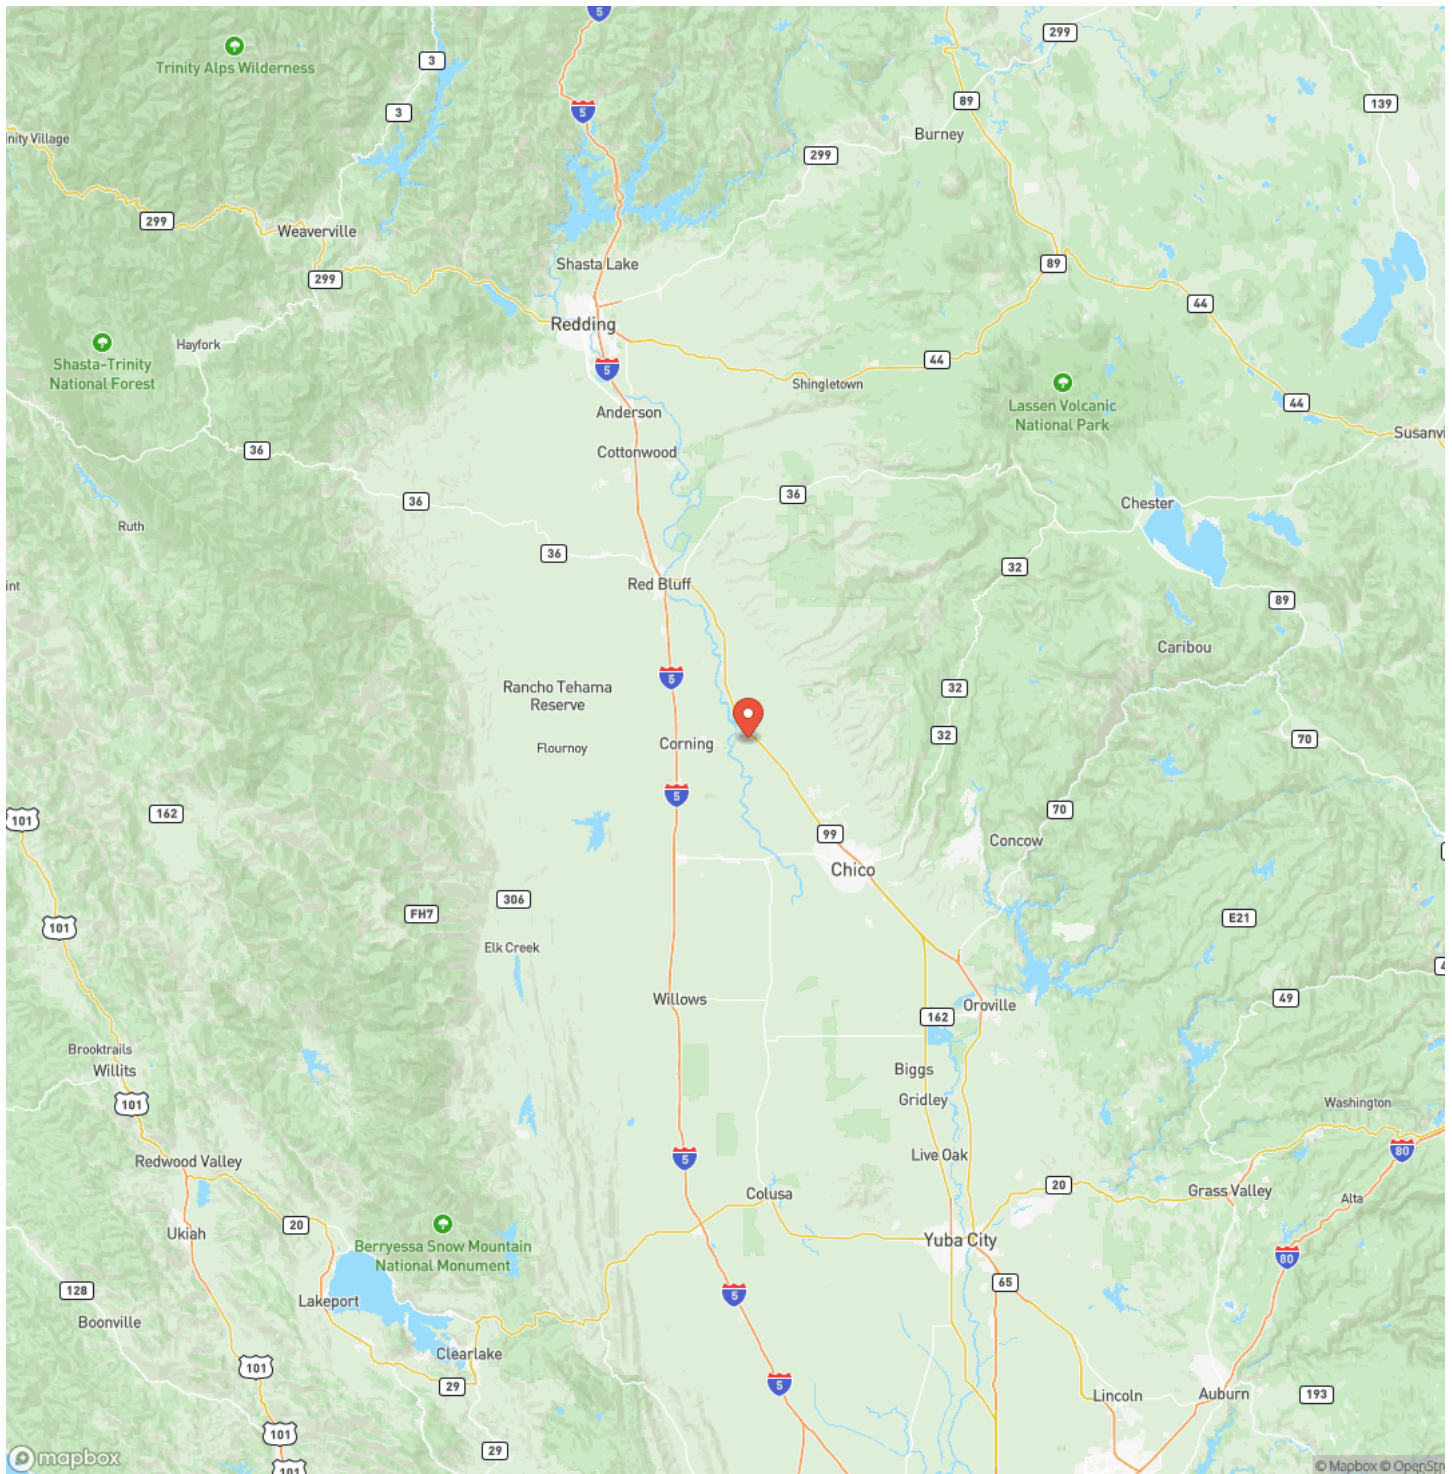 5
Trinity Alps Wilderness
3
299
89
139
3
5
Burney
inity Village
299
299
Weaverville
Shasta Lake
89
299
44
Redding
Hayfork
Shasta-Trinity
National Forest
5
44
Shingletown
Lassen Volcanic
National Park
44
Anderson
Susanvi
36
Cottonwood
36
36
Chester
Ruth
36
32
Red Bluff
int
89
Caribou
5
Rancho Tehama
Reserve
32
32
70
Corning
Flournoy
5
162
101
70
99
Concow
Chico
306
FH7
E21
101
Elk Creek
4
Willows
49
Oroville
162
Brooktrails
Willits
Biggs
Gridley
101
Washington
Live Oak
80
5
Redwood Valley
20
Colusa
Grass Valley
Alta
20
Ukiah
Yuba City
Berryessa Snow Mountain
National Monument
80
65
128
5
Lakeport
Boonville
Clearlake
101
29
5
Lincoln
Auburn
193
101
29
mapbox
101
© Mapbox © OpenStre